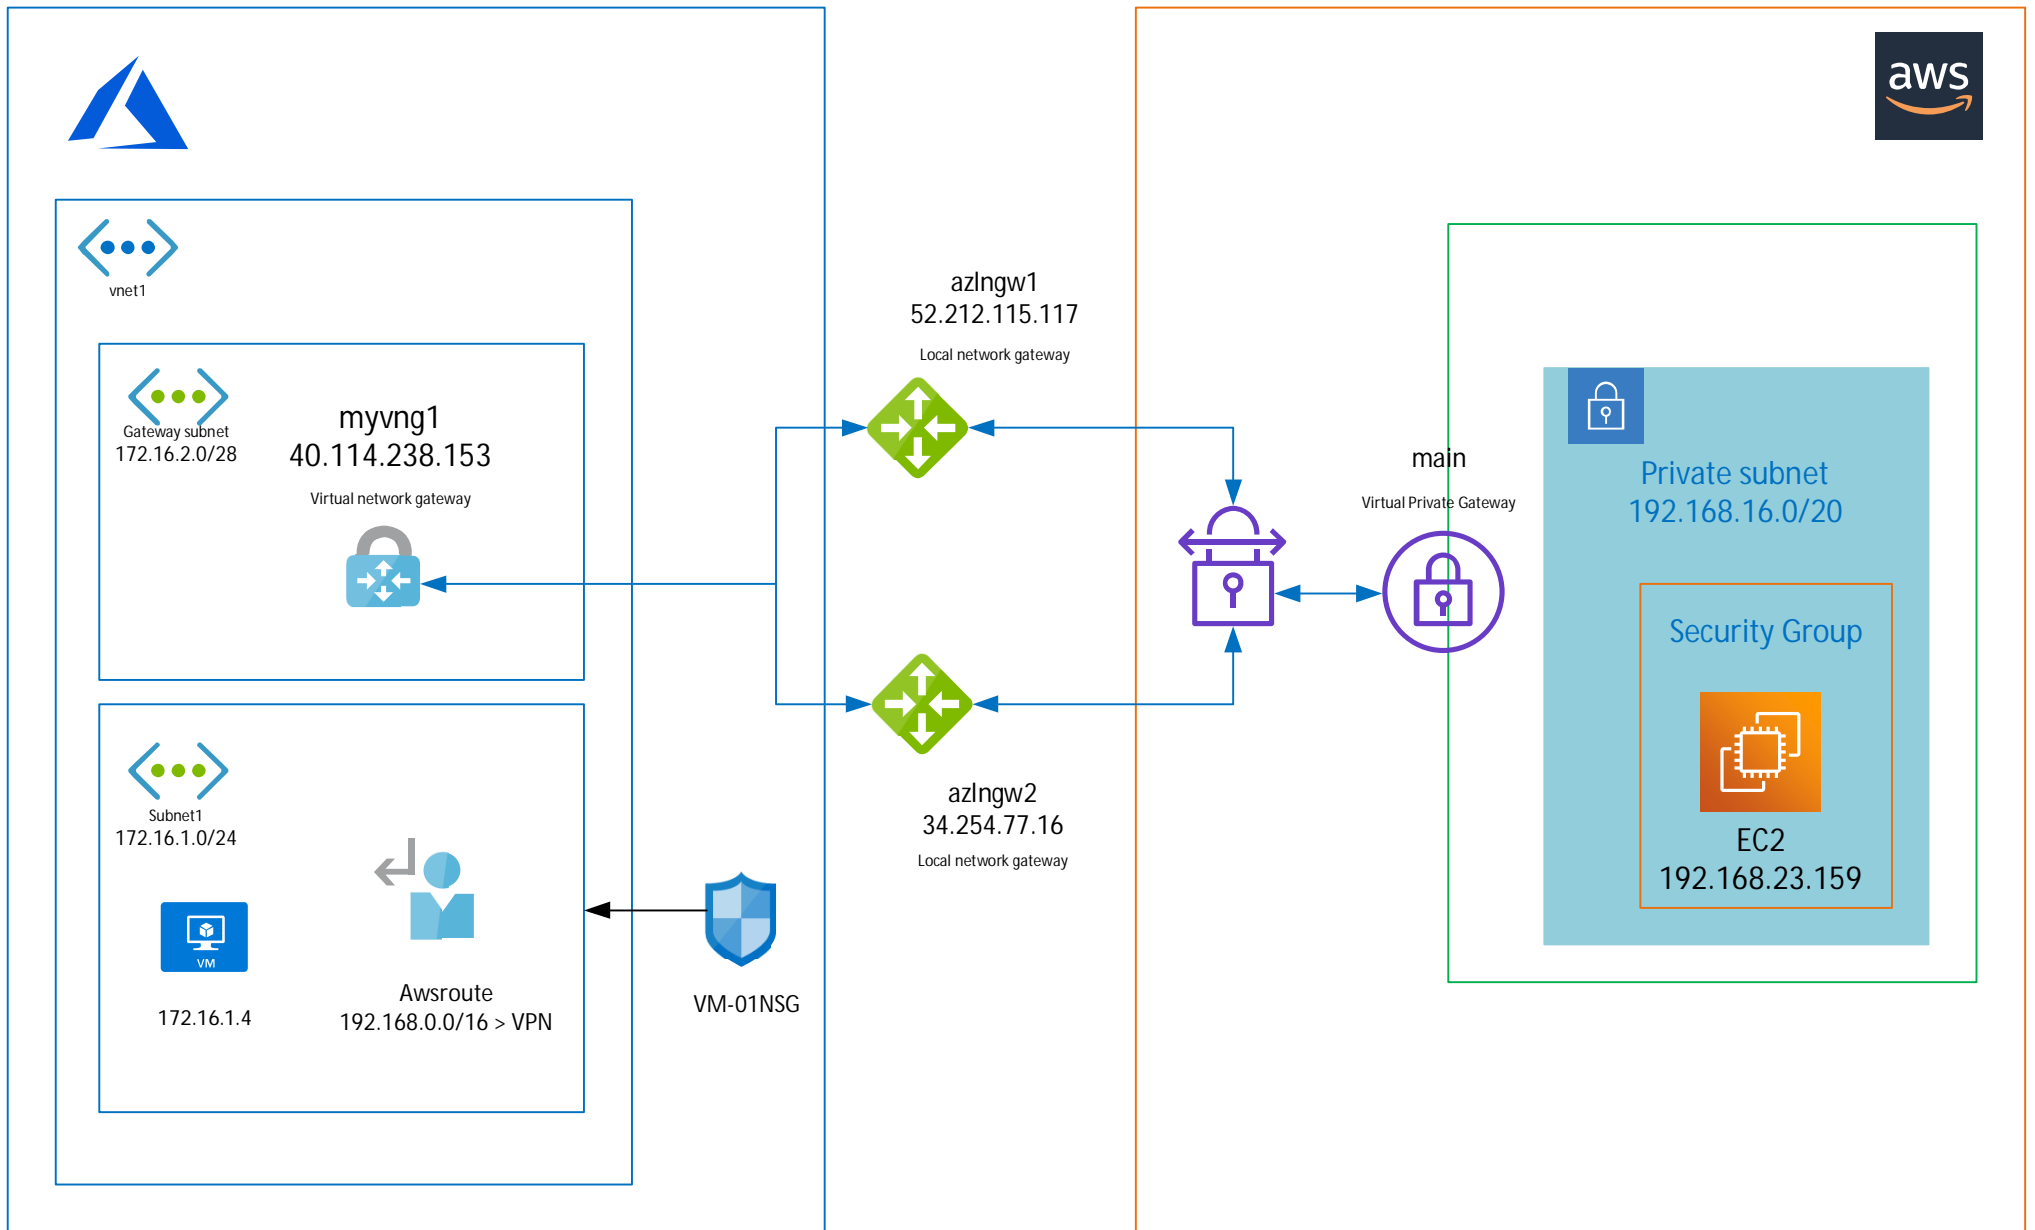 aws
vnet1
Gateway subnet
172.16.2.0/28
myvng1
40.114.238.153
Virtual network gateway
Subnet1
172.16.1.0/24
VM
172.16.1.4
Awsroute
192.168.0.0/16 > VPN
VM-01NSG
azlngw1
52.212.115.117
Local network gateway
azlngw2
34.254.77.16
Local network gateway
main
Virtual Private Gateway
Private subnet
192.168.16.0/20
Security Group
EC2
192.168.23.159